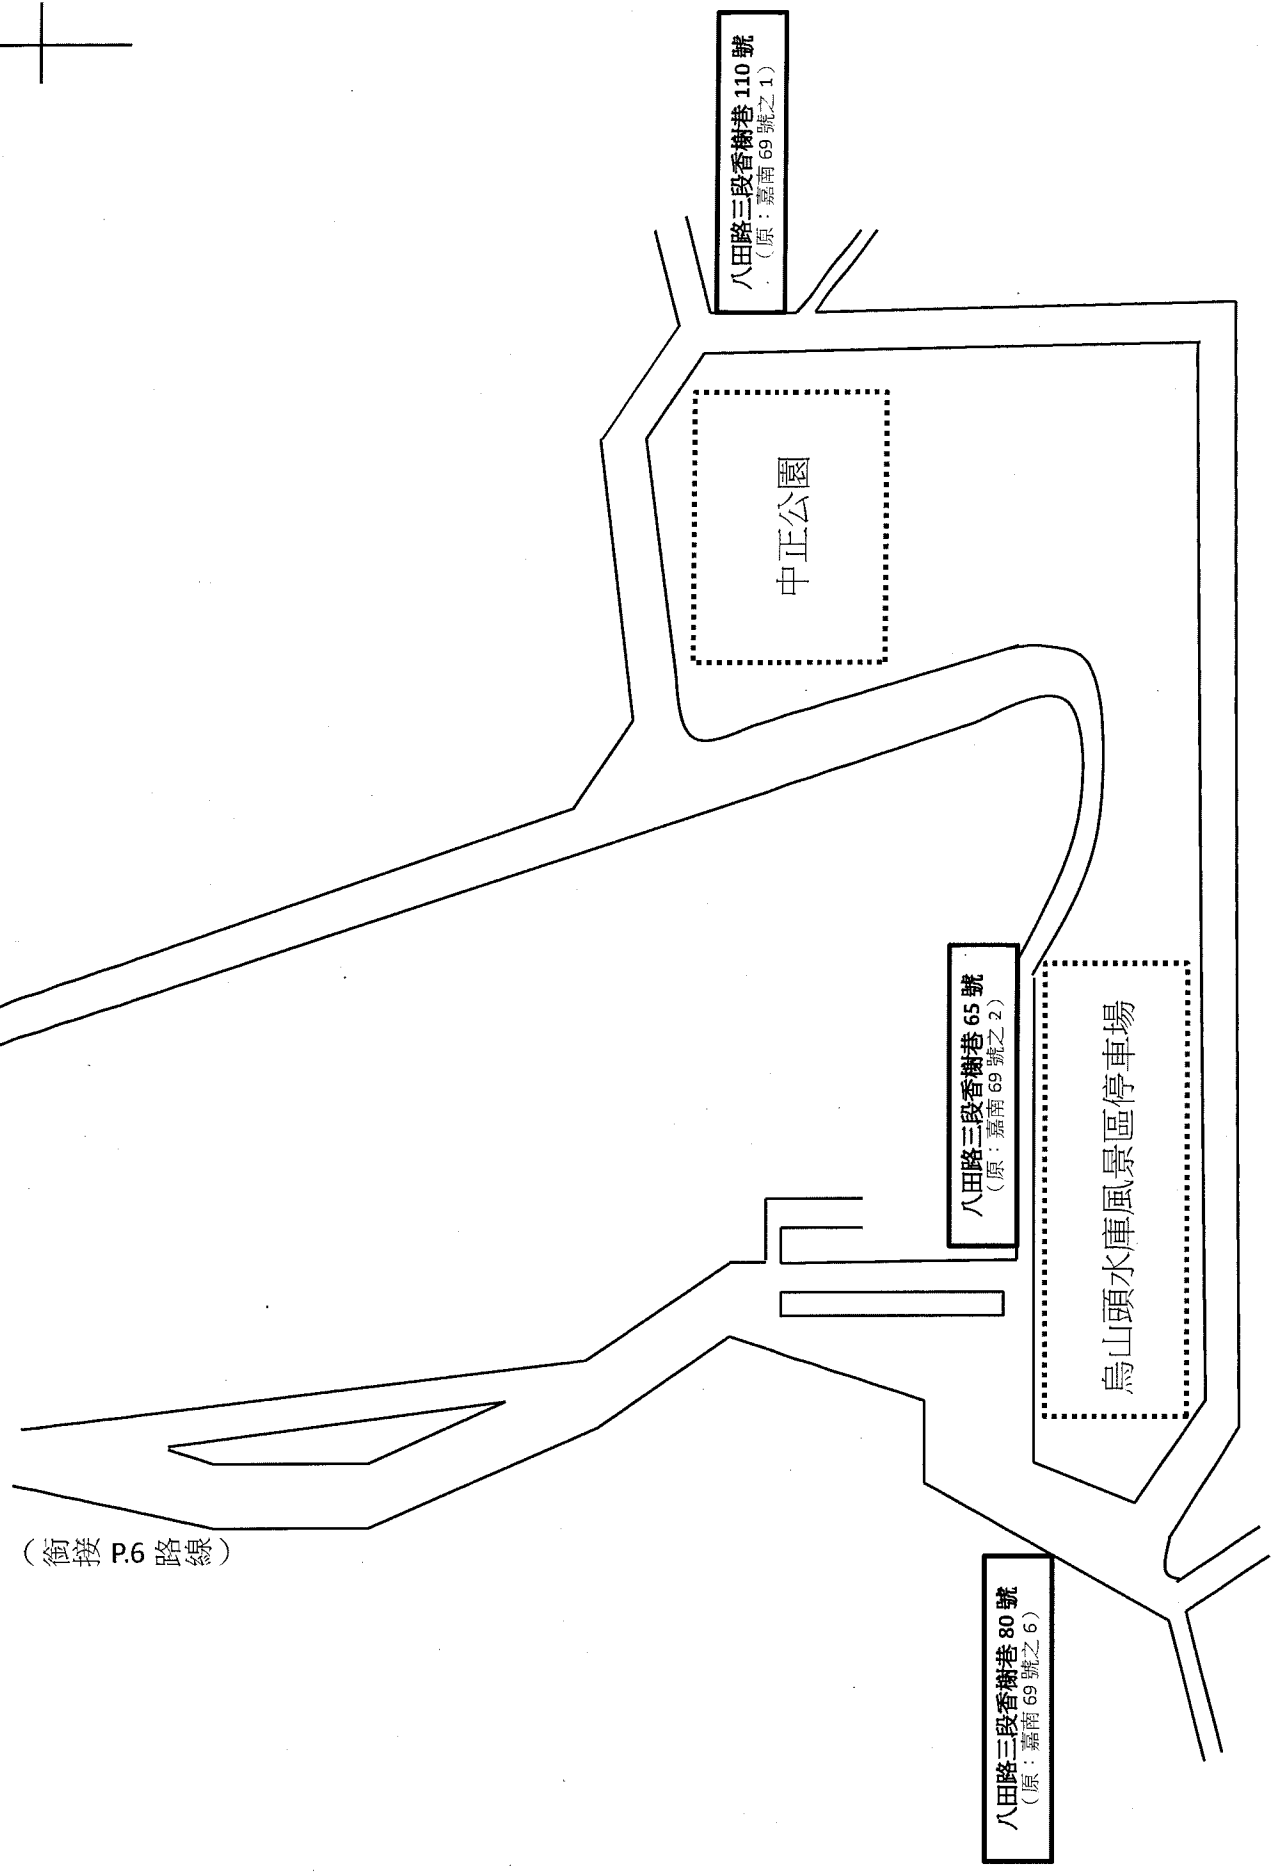 八田路三段香榭巷 110 號
（原：嘉南 69 號之 1）
中正公園
八田路三段香榭巷 65 號
（原：嘉南 69 號之 2）
烏山頭水庫風景區停車場
（銜接 P.6 路線）
八田路三段香榭巷 80 號
（原：嘉南 69 號之 6）